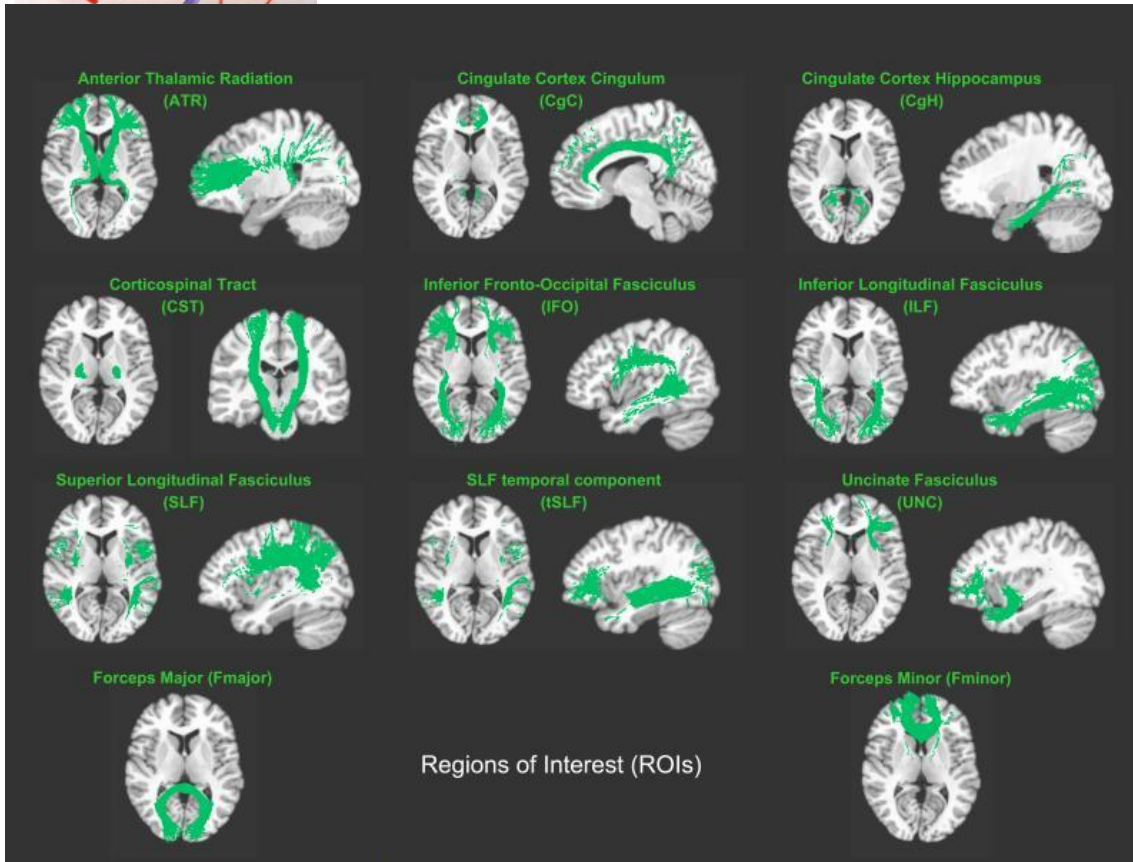 Anterior Thalamic Radiation
(ATR)
Cingulate Cortex Cingulum
(CgC)
Cingulate Cortex Hippocampus
(CgH)
Corticospinal Tract
(CST)
Inferior Fronto-Occipital Fasciculus
(IFO)
Inferior Longitudinal Fasciculus
(ILF)
Superior Longitudinal Fasciculus
(SLF)
SLF temporal component
(tSLF)
Uncinate Fasciculus
(UNC)
Forceps Major (Fmajor)
Forceps Minor (Fminor)
Regions of Interest (ROIs)